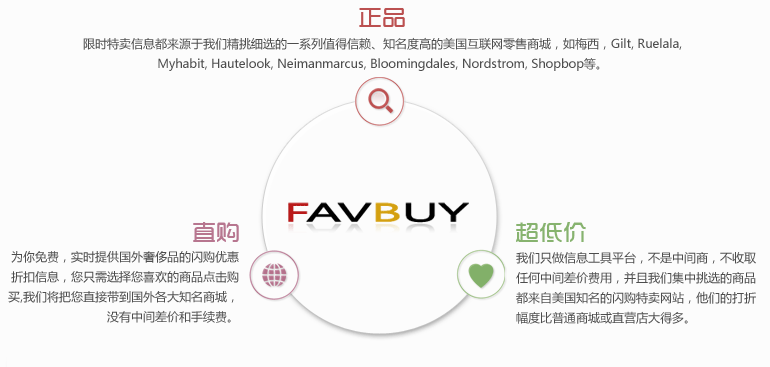 正品
限时特卖信息都来源于我们精挑细选的一系列值得信赖、知名度高的美国互联网零售商城，如梅西，Gilt, Ruelala,
Myhabit, Hautelook, Neimanmarcus, Bloomingdales, Nordstrom, Shopbop等。
FAVBUY
直购
为你免费，实时提供国外奢侈品的闪购优惠
折扣信息，您只需选择您喜欢的商品点击购
买,我们将把您直接带到国外各大知名商城，
没有中间差价和手续费。
超低价
我们只做信息工具平台，不是中间商，不收取
任何中间差价费用，并且我们集中挑选的商品
都来自美国知名的闪购特卖网站，他们的打折
幅度比普通商城或直营店大得多。